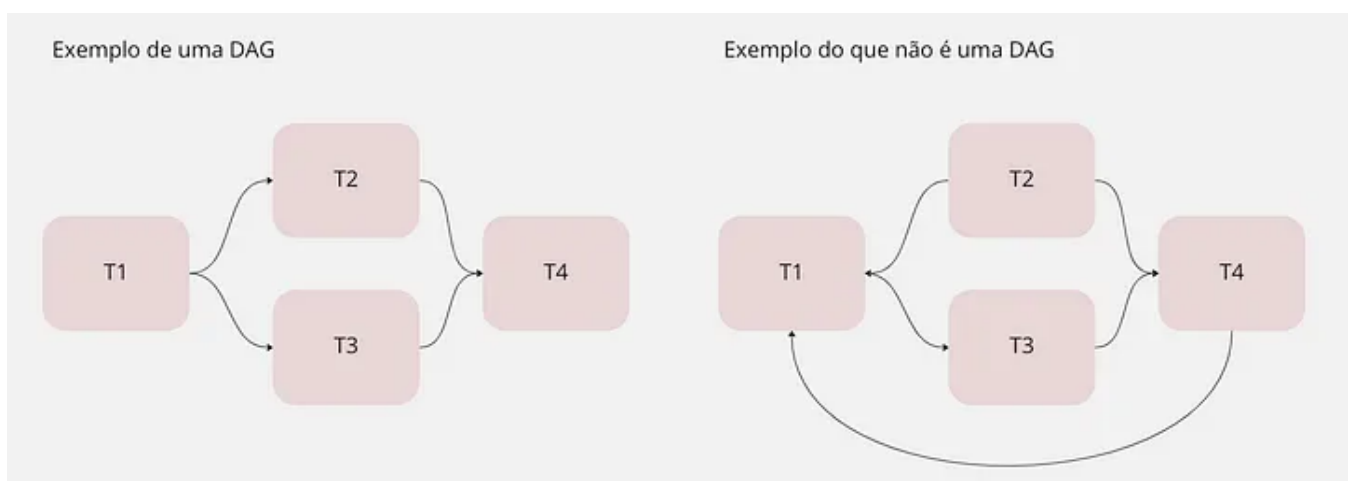 Exemplo de uma DAG
T2
T1
T4
T3
Exemplo do que não é uma DAG
T2
T1
T4
T3